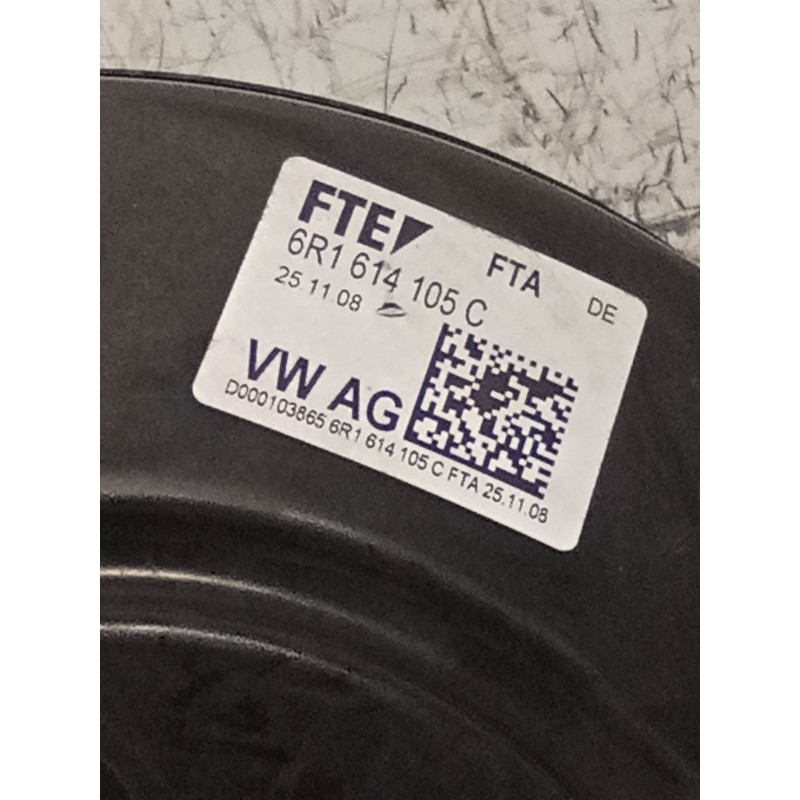 FTE
FTA
DE
6R1 614 105 C
25.11.08
VW AG
D000103865 6R1 614 105 C FTA 25.11.08